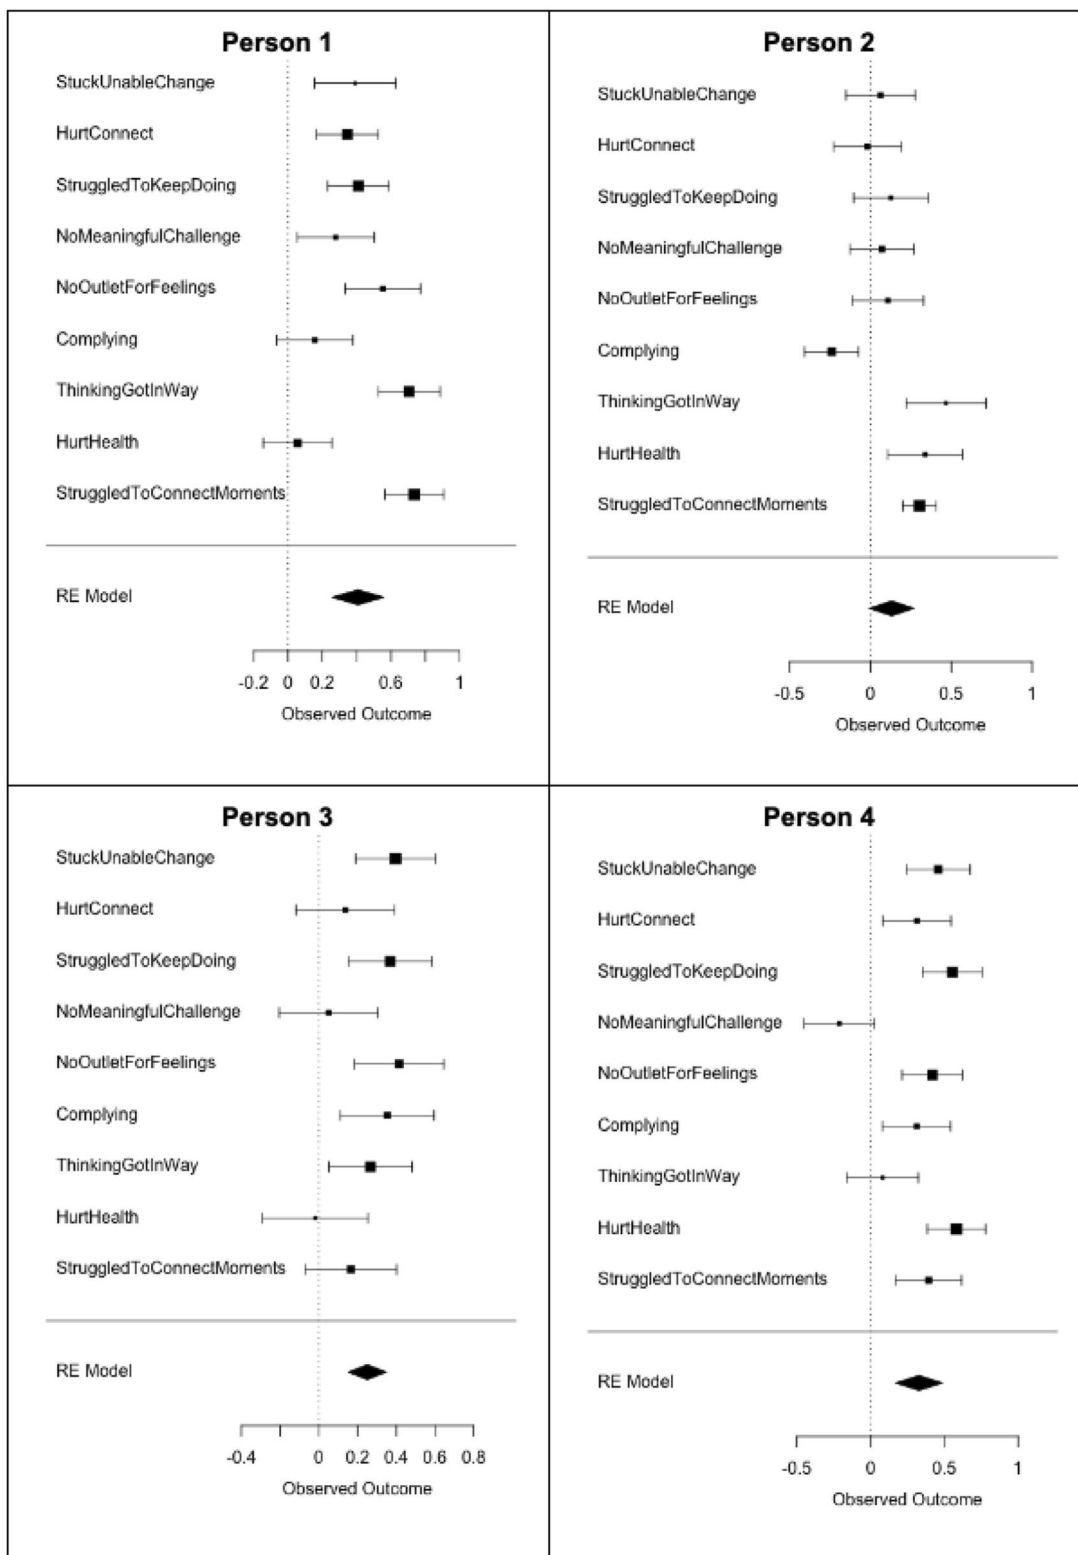 Person 1
StuckUnableChange
HurtConnect
StruggledToKeepDoing
NoMeaningfulChallenge
NoOutletForFeelings
Complying
ThinkingGotInWay
HurtHealth
StruggledToConnectMoments
RE Model
-0.2 0 0.2 0.6 1
Observed Outcome
Person 2
StuckUnableChange
HurtConnect
StruggledToKeepDoing
NoMeaningfulChallenge
NoOutletForFeelings
Complying
ThinkingGotInWay
HurtHealth
StruggledToConnectMoments
RE Model
-0.5 0 0.5 1
Observed Outcome
Person 3
StuckUnableChange
HurtConnect
StruggledToKeepDoing
NoMeaningfulChallenge
NoOutletForFeelings
Complying
ThinkingGotInWay
HurtHealth
StruggledToConnectMoments
RE Model
-0.4 0 0.2 0.4 0.6 0.8
Observed Outcome
Person 4
StuckUnableChange
HurtConnect
StruggledToKeepDoing
NoMeaningfulChallenge
NoOutletForFeelings
Complying
ThinkingGotInWay
HurtHealth
StruggledToConnectMoments
RE Model
-0.5 0 0.5 1
Observed Outcome